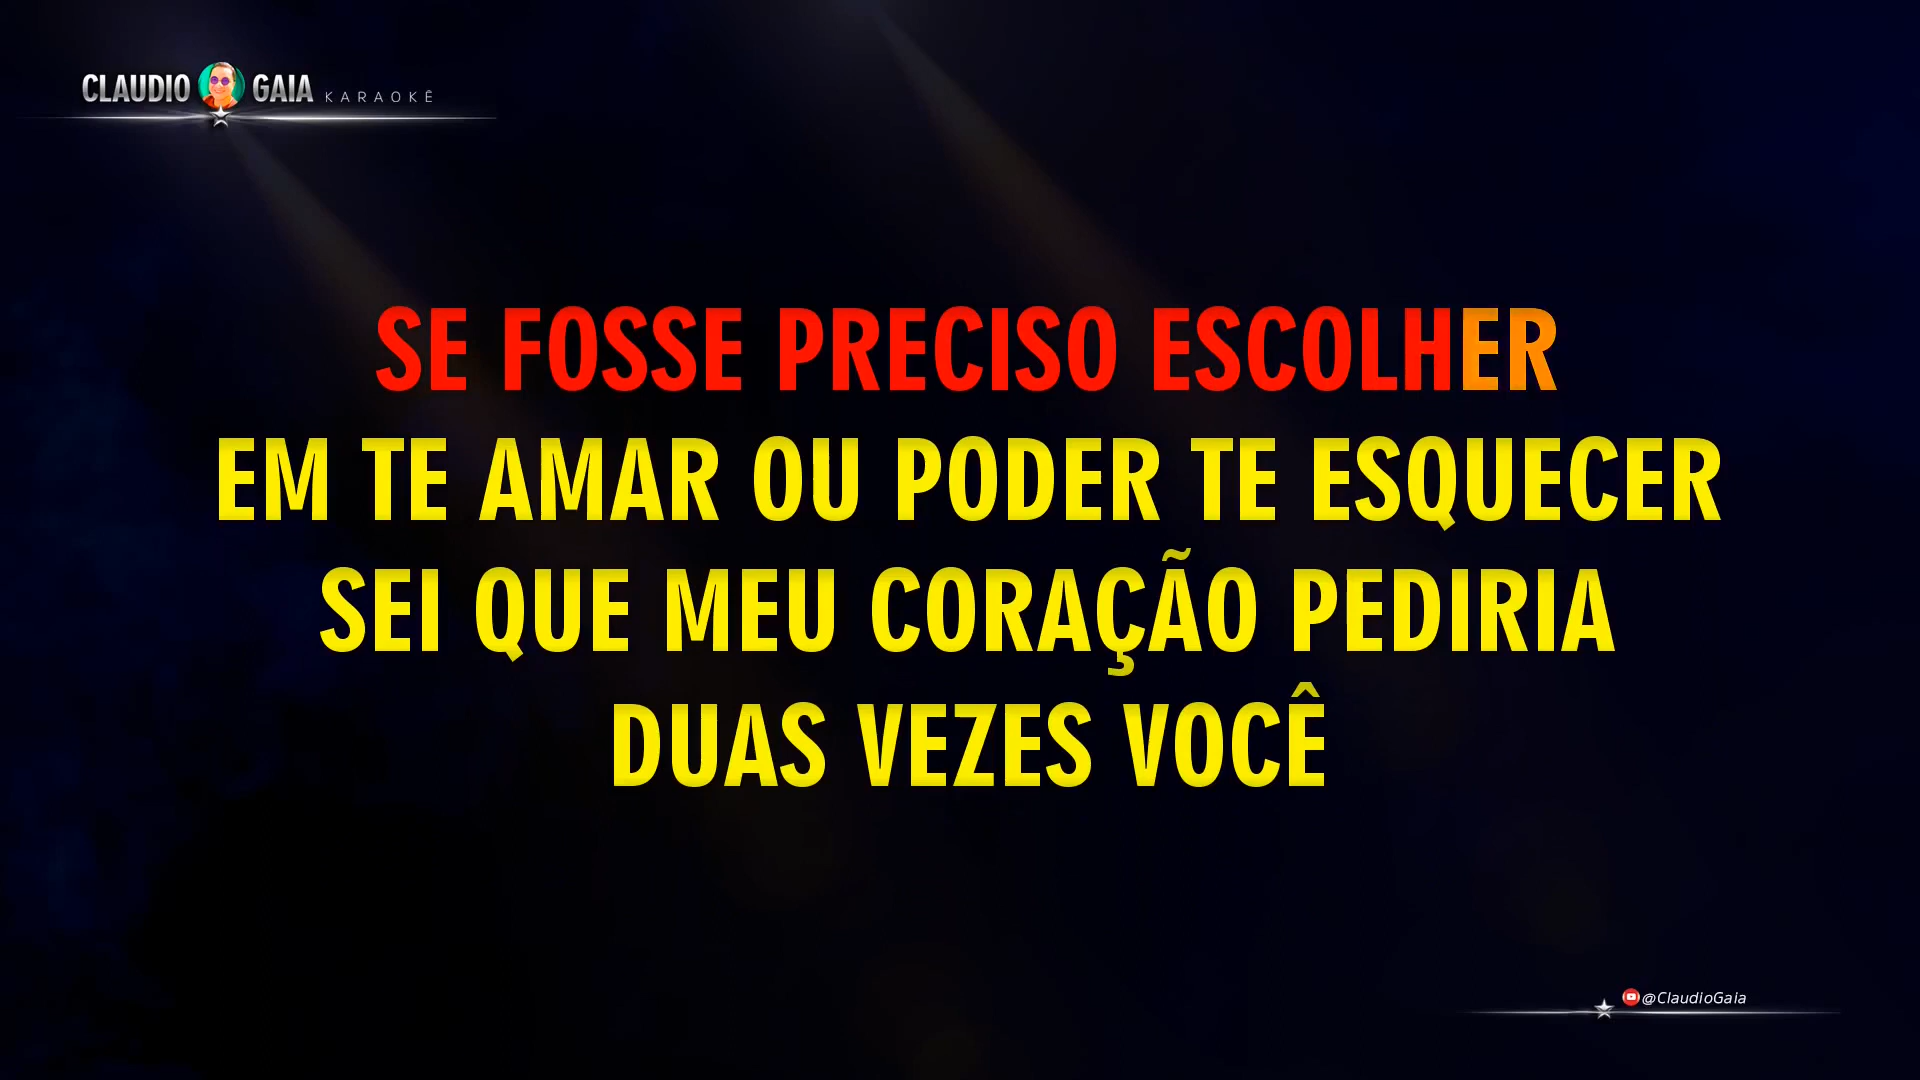 CLAUDIO GAIA KARAOKÊ
SE FOSSE PRECISO ESCOLHER
EM TE AMAR OU PODER TE ESQUECER
SEI QUE MEU CORAÇÃO PEDIRIA
DUAS VEZES VOCÊ
@ClaudioGaia